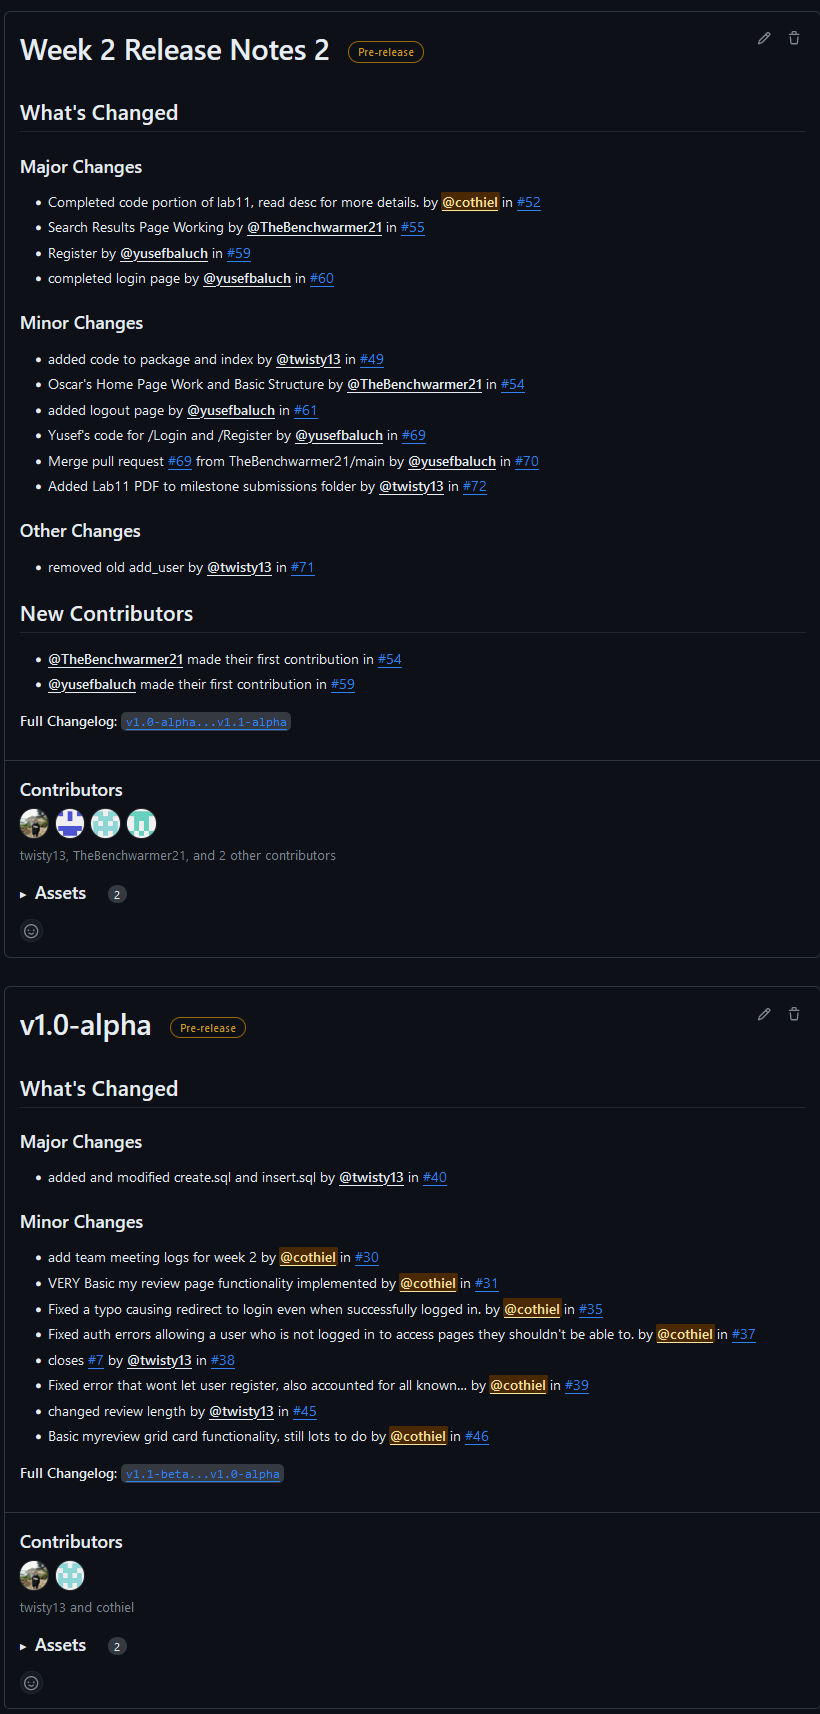 Week 2 Release Notes 2 Pre-release
What's Changed
Major Changes
Completed code portion of lab11, read desc for more details. by @cothiel in #52
Search Results Page Working by @TheBenchwarmer21 in #55
Register by @yusefbaluch in #59
completed login page by @yusefbaluch in #60
Minor Changes
added code to package and index by @twisty13 in #49
Oscar's Home Page Work and Basic Structure by @TheBenchwarmer21 in #54
added logout page by @yusefbaluch in #61
Yusef's code for /Login and /Register by @yusefbaluch in #69
Merge pull request #69 from TheBenchwarmer21/main by @yusefbaluch in #70
Added Lab11 PDF to milestone submissions folder by @twisty13 in #72
Other Changes
removed old add_user by @twisty13 in #71
New Contributors
@TheBenchwarmer21 made their first contribution in #54
@yusefbaluch made their first contribution in #59
Full Changelog: v1.0-alpha...v1.1-alpha
Contributors
twisty13, TheBenchwarmer21, and 2 other contributors
Assets 2
v1.0-alpha Pre-release
What's Changed
Major Changes
added and modified create.sql and insert.sql by @twisty13 in #40
Minor Changes
add team meeting logs for week 2 by @cothiel in #30
VERY Basic my review page functionality implemented by @cothiel in #31
Fixed a typo causing redirect to login even when successfully logged in. by @cothiel in #35
Fixed auth errors allowing a user who is not logged in to access pages they shouldn't be able to. by @cothiel in #37
closes #7 by @twisty13 in #38
Fixed error that wont let user register, also accounted for all known... by @cothiel in #39
changed review length by @twisty13 in #45
Basic myreview grid card functionality, still lots to do by @cothiel in #46
Full Changelog: v1.1-beta...v1.0-alpha
Contributors
twisty13 and cothiel
Assets 2